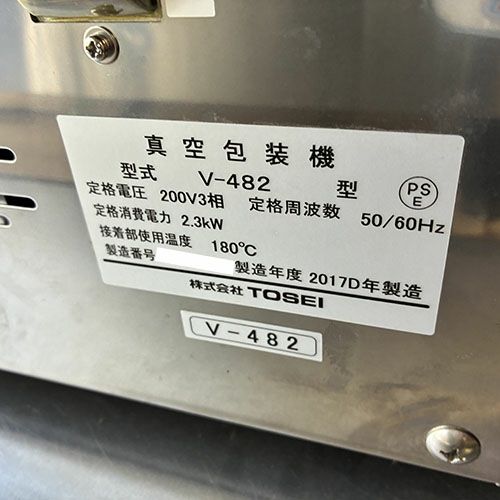 真空包装機
型式 V-482 型
PS
E
定格電圧 200V3相 定格周波数 50/60Hz
定格消費電力 2.3kW
接着部使用温度 180℃
製造番号 製造年度 2017D年製造
株式会社 TOSEI
V-482